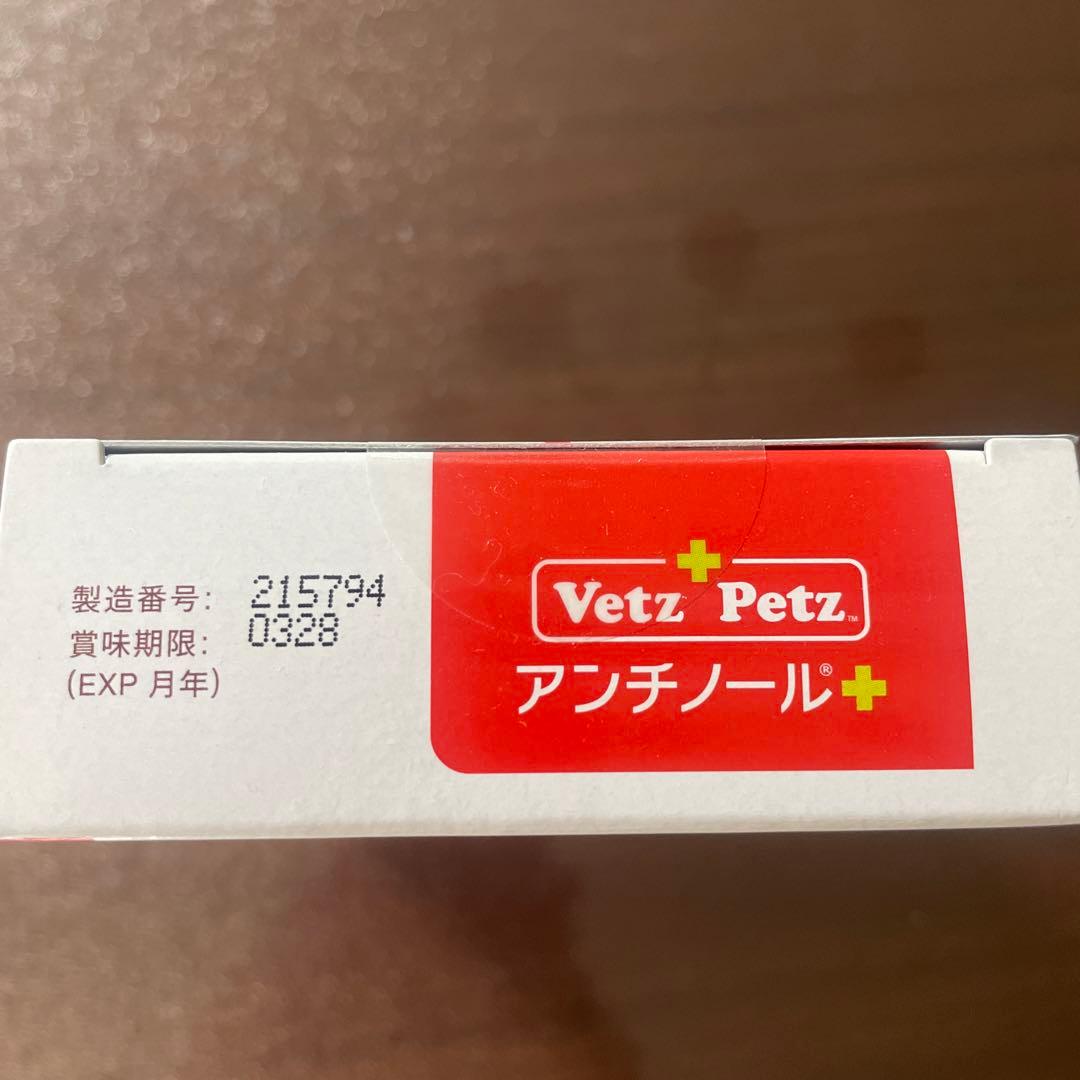 製造番号: 215794
賞味期限: 0328
(EXP 月年)
Vetz Petz™
アンチノール®+